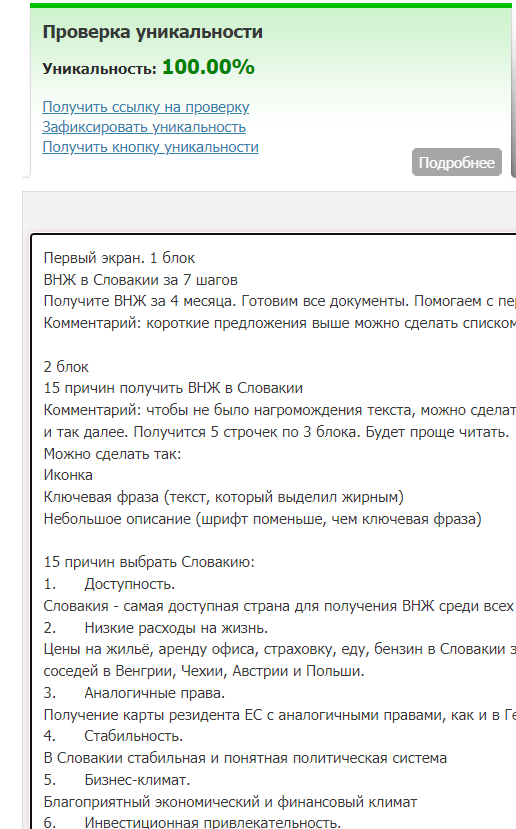 Проверка уникальности
Уникальность: 100.00%
Получить ссылку на проверку
Зафиксировать уникальность
Получить кнопку уникальности
Подробнее
Первый экран. 1 блок
ВНЖ в Словакии за 7 шагов
Получите ВНЖ за 4 месяца. Готовим все документы. Помогаем с
Комментарий: короткие предложения выше можно сделать списком
2 блок
15 причин получить ВНЖ в Словакии
Комментарий: чтобы не было нагромождения текста, можно
и так далее. Получится 5 строчек по 3 блока. Будет проще читать.
Можно сделать так:
Иконка
Ключевая фраза (текст, который выделил жирным)
Небольшое описание (шрифт поменьше, чем ключевая фраза)
15 причин выбрать Словакию:
1. Доступность.
Словакия - самая доступная страна для получения ВНЖ среди всех
2. Низкие расходы на жизнь.
Цены на жильё, аренду офиса, страховку, еду, бензин в Словакии
соседей в Венгрии, Чехии, Австрии и Польши.
3. Аналогичные права.
Получение карты резидента ЕС с аналогичными правами, как и в
4. Стабильность.
В Словакии стабильная и понятная политическая система
5. Бизнес-климат.
Благоприятный экономический и финансовый климат
6. Инвестиционная привлекательность.